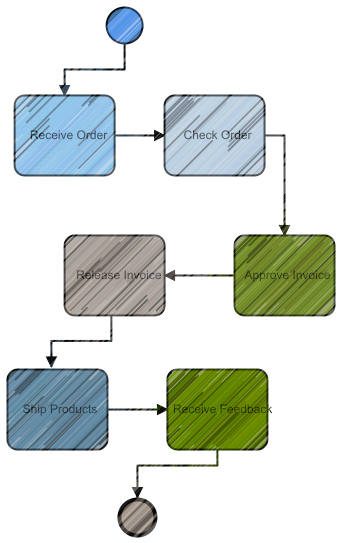 Receive Order
Check Order
Approve Invoice
Release Invoice
Ship Products
Receive Feedback